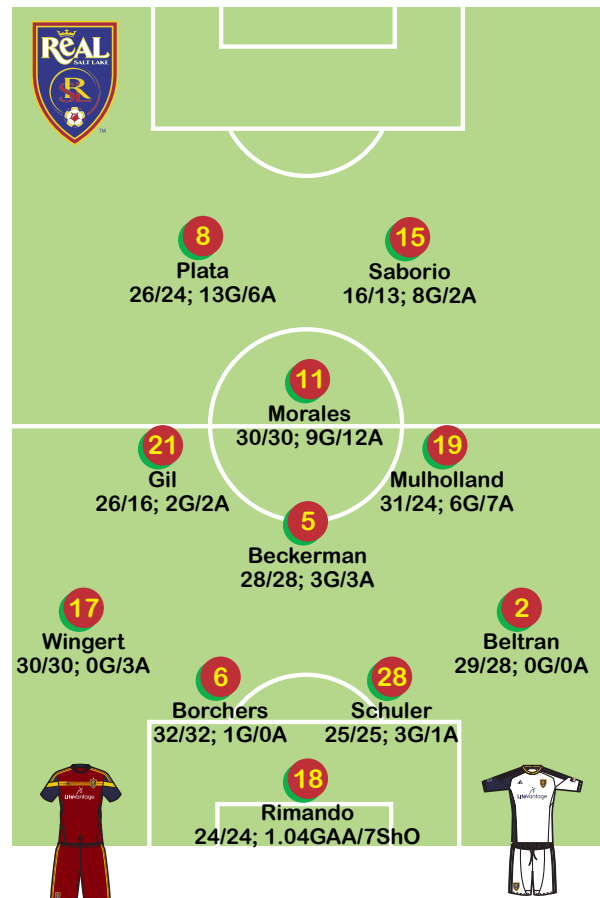 REAL
SALT LAKE
RSL
TM
8
Plata
26/24; 13G/6A
15
Saborio
16/13; 8G/2A
11
Morales
30/30; 9G/12A
21
Gil
26/16; 2G/2A
19
Mulholland
31/24; 6G/7A
5
Beckerman
28/28; 3G/3A
17
Wingert
30/30; 0G/3A
2
Beltran
29/28; 0G/0A
6
Borchers
32/32; 1G/0A
28
Schuler
25/25; 3G/1A
18
Rimando
24/24; 1.04GAA/7ShO
LifeVantage
LifeVantage